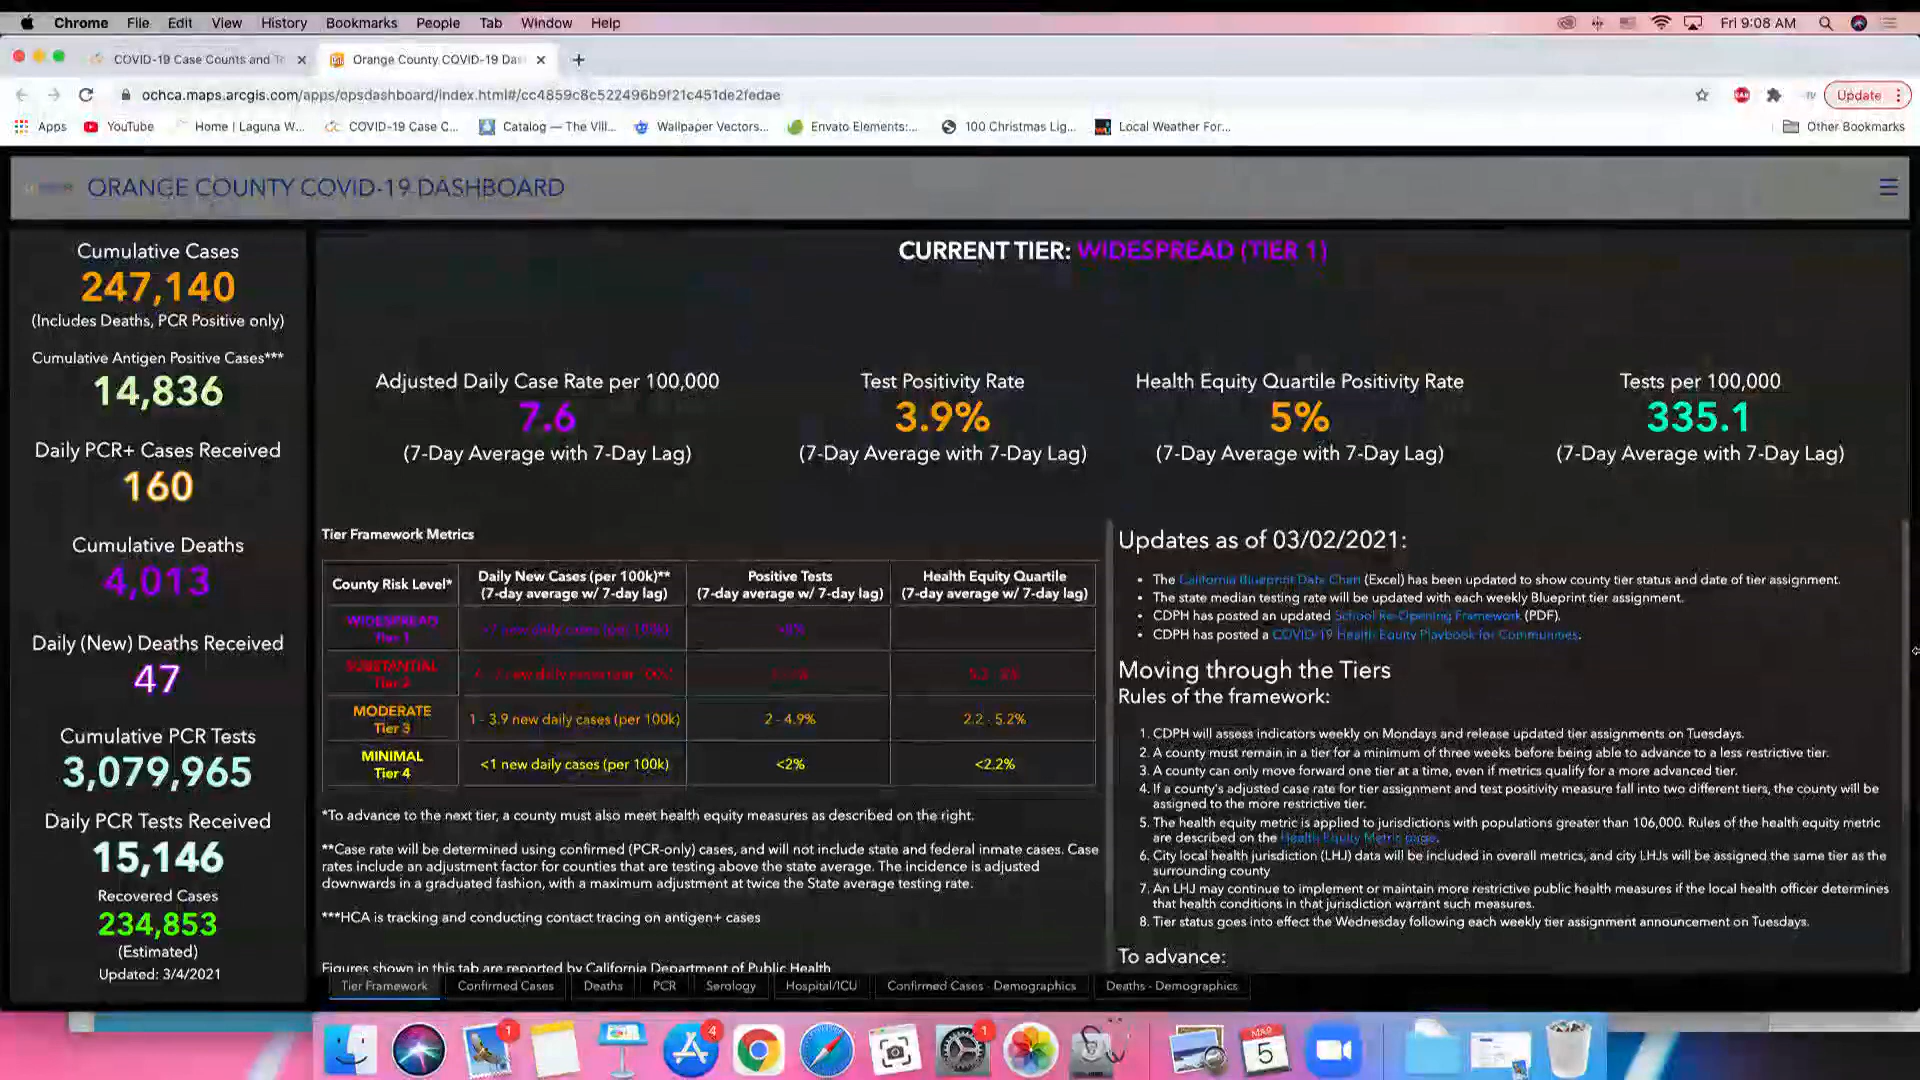 Chrome File Edit View History Bookmarks People Tab Window Help Fri 9:08 AM
COVID-19 Case Counts and Te Orange County COVID-19 Das
ochca.maps.arcgis.com/apps/opsdashboard/index.html#/cc4859c8c522496b9f21c451de2fedae Update
Apps YouTube Home | Laguna W... COVID-19 Case C... Catalog — The Vill... Wallpaper Vectors... Envato Elements:... 100 Christmas Lig... Local Weather For... Other Bookmarks
ORANGE COUNTY COVID-19 DASHBOARD
Cumulative Cases
247,140
(Includes Deaths, PCR Positive only)
Cumulative Antigen Positive Cases***
14,836
Daily PCR+ Cases Received
160
Cumulative Deaths
4,013
Daily (New) Deaths Received
47
Cumulative PCR Tests
3,079,965
Daily PCR Tests Received
15,146
Recovered Cases
234,853
(Estimated)
Updated: 3/4/2021
CURRENT TIER: WIDESPREAD (TIER 1)
Adjusted Daily Case Rate per 100,000
7.6
(7-Day Average with 7-Day Lag)
Test Positivity Rate
3.9%
(7-Day Average with 7-Day Lag)
Health Equity Quartile Positivity Rate
5%
(7-Day Average with 7-Day Lag)
Tests per 100,000
335.1
(7-Day Average with 7-Day Lag)
Tier Framework Metrics
County Risk Level* Daily New Cases (per 100k)** Positive Tests Health Equity Quartile
(7-day average w/ 7-day lag) (7-day average w/ 7-day lag) (7-day average w/ 7-day lag)
WIDESPREAD
Tier 1 >7 new daily cases (per 100k) >8%
SUBSTANTIAL
Tier 2 new daily cases (per 100k)
MODERATE
Tier 3 1 - 3.9 new daily cases (per 100k) 2 - 4.9% 2.2 - 5.2%
MINIMAL
Tier 4 <1 new daily cases (per 100k) <2% <2.2%
*To advance to the next tier, a county must also meet health equity measures as described on the right.
**Case rate will be determined using confirmed (PCR-only) cases, and will not include state and federal inmate cases. Case
rates include an adjustment factor for counties that are testing above the state average. The incidence is adjusted
downwards in a graduated fashion, with a maximum adjustment at twice the State average testing rate.
***HCA is tracking and conducting contact tracing on antigen+ cases
Figures shown in this tab are reported by California Department of Public Health
Updates as of 03/02/2021:
• The California Blueprint Data Chart (Excel) has been updated to show county tier status and date of tier assignment.
• The state median testing rate will be updated with each weekly Blueprint tier assignment.
• CDPH has posted an updated School Re-Opening Framework (PDF).
• CDPH has posted a COVID-19 Health Equity Playbook for Communities.
Moving through the Tiers
Rules of the framework:
1. CDPH will assess indicators weekly on Mondays and release updated tier assignments on Tuesdays.
2. A county must remain in a tier for a minimum of three weeks before being able to advance to a less restrictive tier.
3. A county can only move forward one tier at a time, even if metrics qualify for a more advanced tier.
4. If a county's adjusted case rate for tier assignment and test positivity measure fall into two different tiers, the county will be
assigned to the more restrictive tier.
5. The health equity metric is applied to jurisdictions with populations greater than 106,000. Rules of the health equity metric
are described on the Health Equity Metric page.
6. City local health jurisdiction (LHJ) data will be included in overall metrics, and city LHJs will be assigned the same tier as the
surrounding county
7. An LHJ may continue to implement or maintain more restrictive public health measures if the local health officer determines
that health conditions in that jurisdiction warrant such measures.
8. Tier status goes into effect the Wednesday following each weekly tier assignment announcement on Tuesdays.
To advance:
Tier Framework Confirmed Cases Deaths PCR Serology Hospital/ICU Confirmed Cases - Demographics Deaths - Demographics
1 4 1 MAR 5